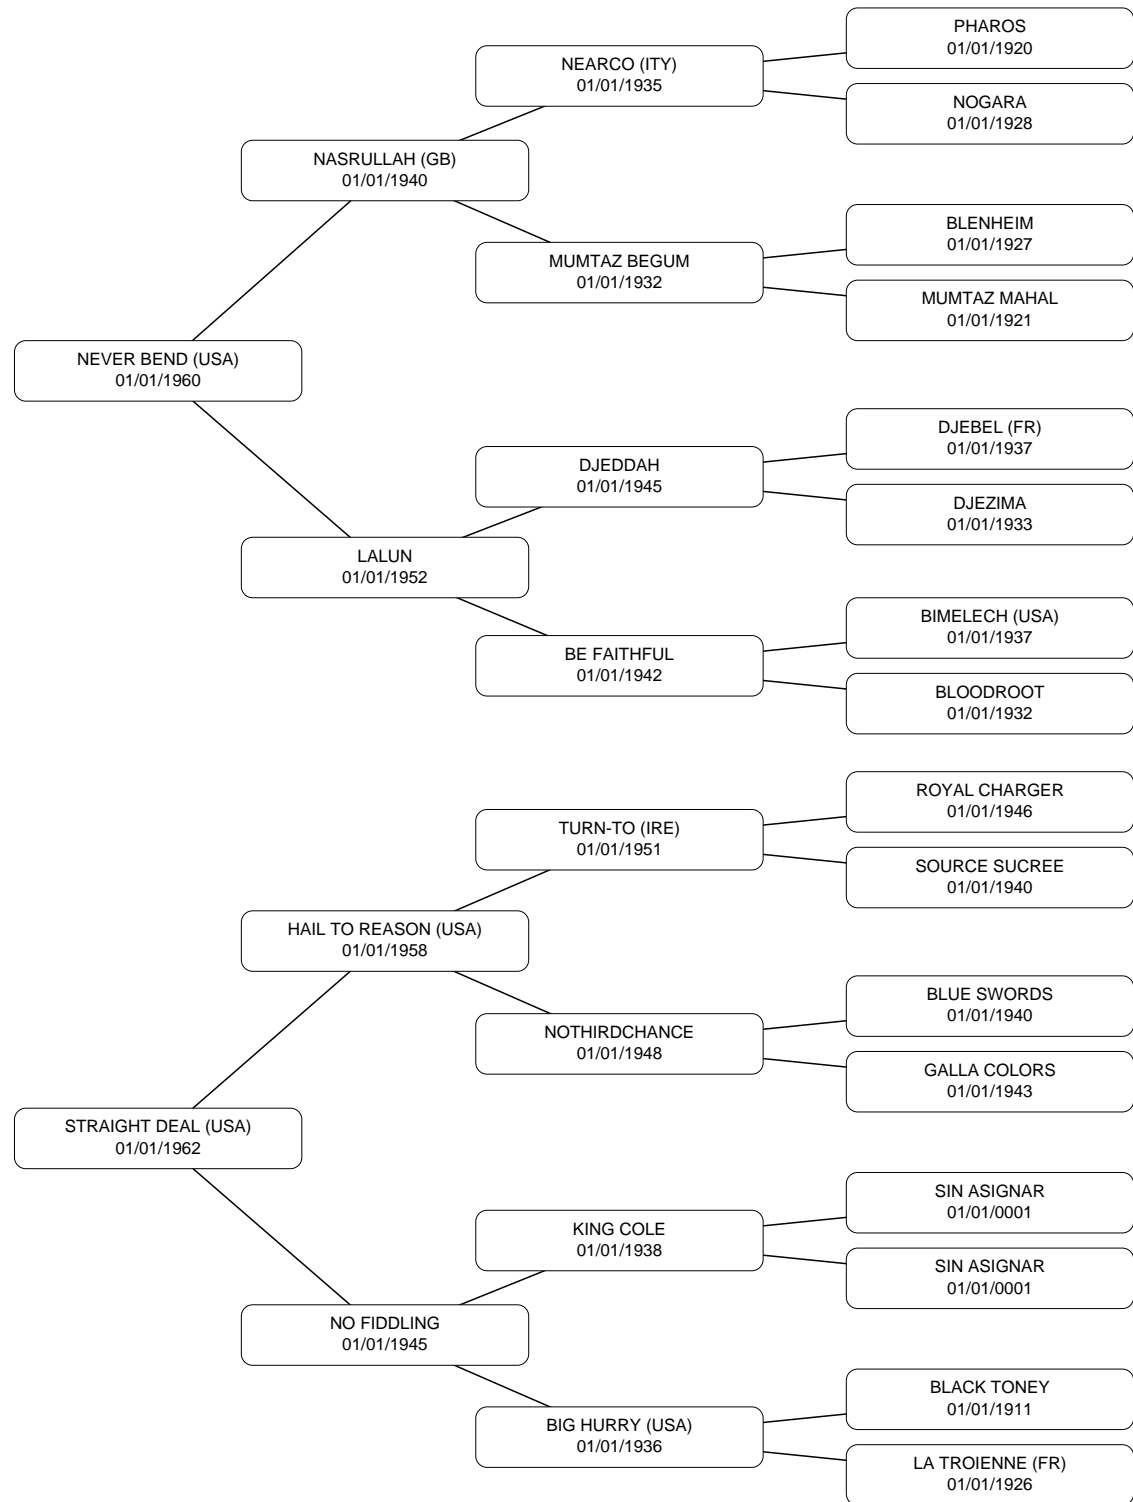 PHAROS
01/01/1920
NEARCO (ITY)
01/01/1935
NOGARA
01/01/1928
NASRULLAH (GB)
01/01/1940
BLENHEIM
01/01/1927
MUMTAZ BEGUM
01/01/1932
MUMTAZ MAHAL
01/01/1921
NEVER BEND (USA)
01/01/1960
DJEBEL (FR)
01/01/1937
DJEDDAH
01/01/1945
DJEZIMA
01/01/1933
LALUN
01/01/1952
BIMELECH (USA)
01/01/1937
BE FAITHFUL
01/01/1942
BLOODROOT
01/01/1932
ROYAL CHARGER
01/01/1946
TURN-TO (IRE)
01/01/1951
SOURCE SUCREE
01/01/1940
HAIL TO REASON (USA)
01/01/1958
BLUE SWORDS
01/01/1940
NOTHIRDCHANCE
01/01/1948
GALLA COLORS
01/01/1943
STRAIGHT DEAL (USA)
01/01/1962
SIN ASIGNAR
01/01/0001
KING COLE
01/01/1938
SIN ASIGNAR
01/01/0001
NO FIDDLING
01/01/1945
BLACK TONEY
01/01/1911
BIG HURRY (USA)
01/01/1936
LA TROIENNE (FR)
01/01/1926